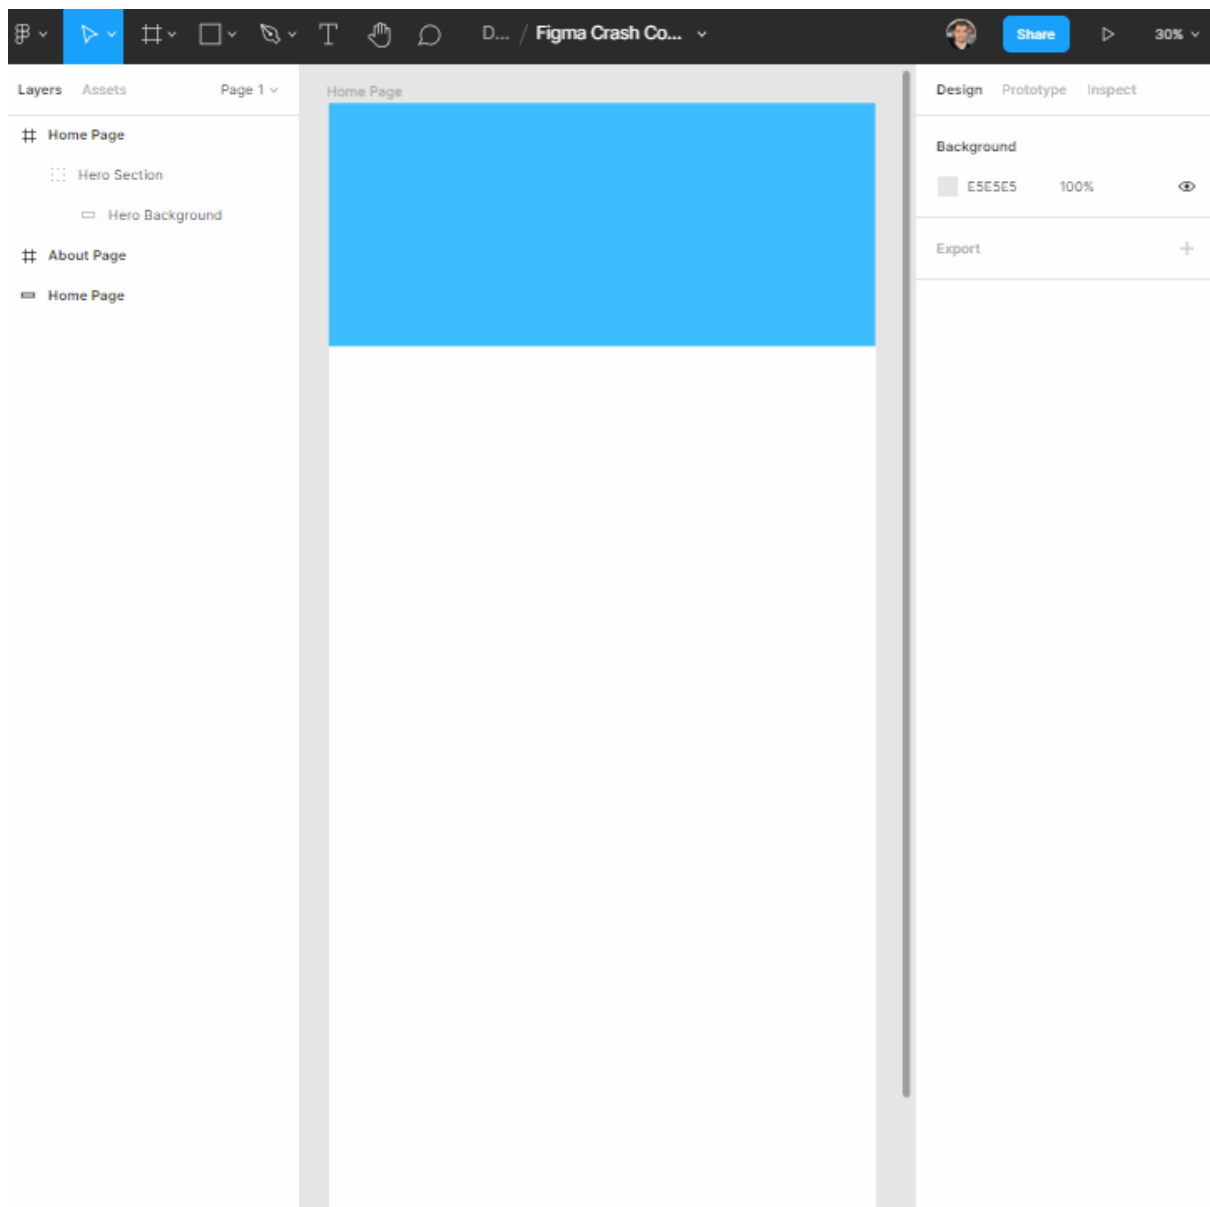 D... / Figma Crash Co... Share 30%
Layers Assets Page 1
Home Page
Hero Section
Hero Background
About Page
Home Page
Home Page
Design Prototype Inspect
Background
E5E5E5 100%
Export